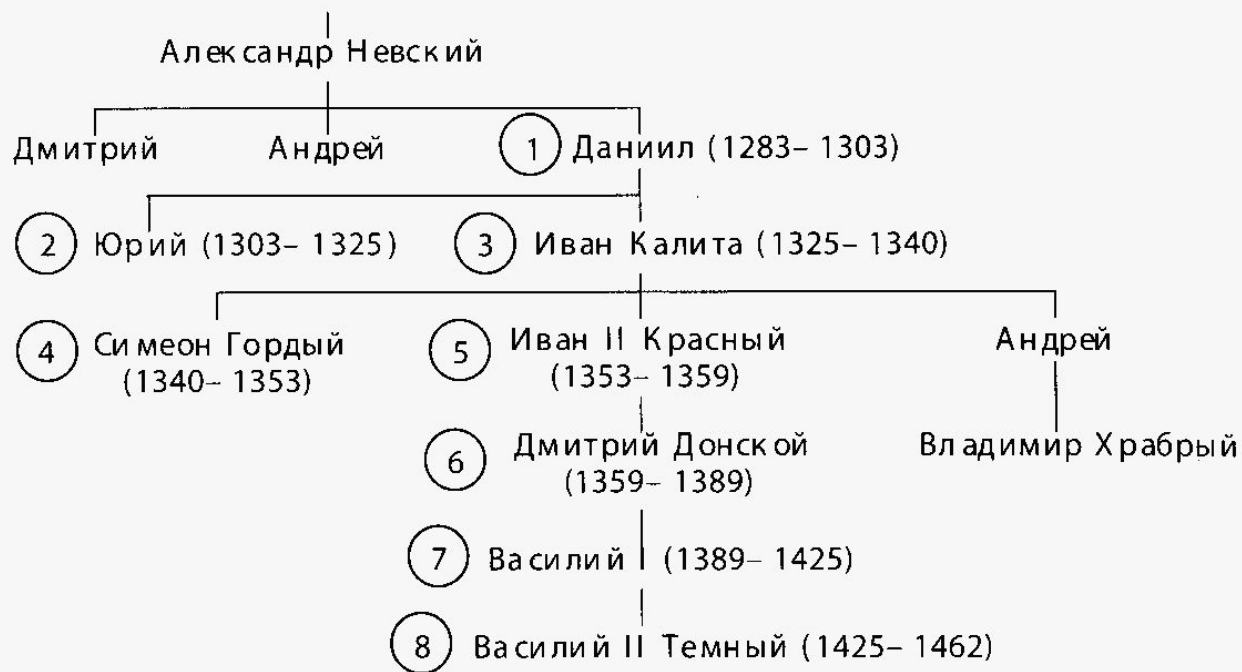 Александр Невский
Дмитрий Андрей 1 Даниил (1283– 1303)
2 Юрий (1303– 1325) 3 Иван Калита (1325– 1340)
4 Симеон Гордый 5 Иван II Красный Андрей
(1340– 1353) (1353– 1359)
6 Дмитрий Донской Владимир Храбрый
(1359– 1389)
7 Василий I (1389– 1425)
8 Василий II Темный (1425– 1462)